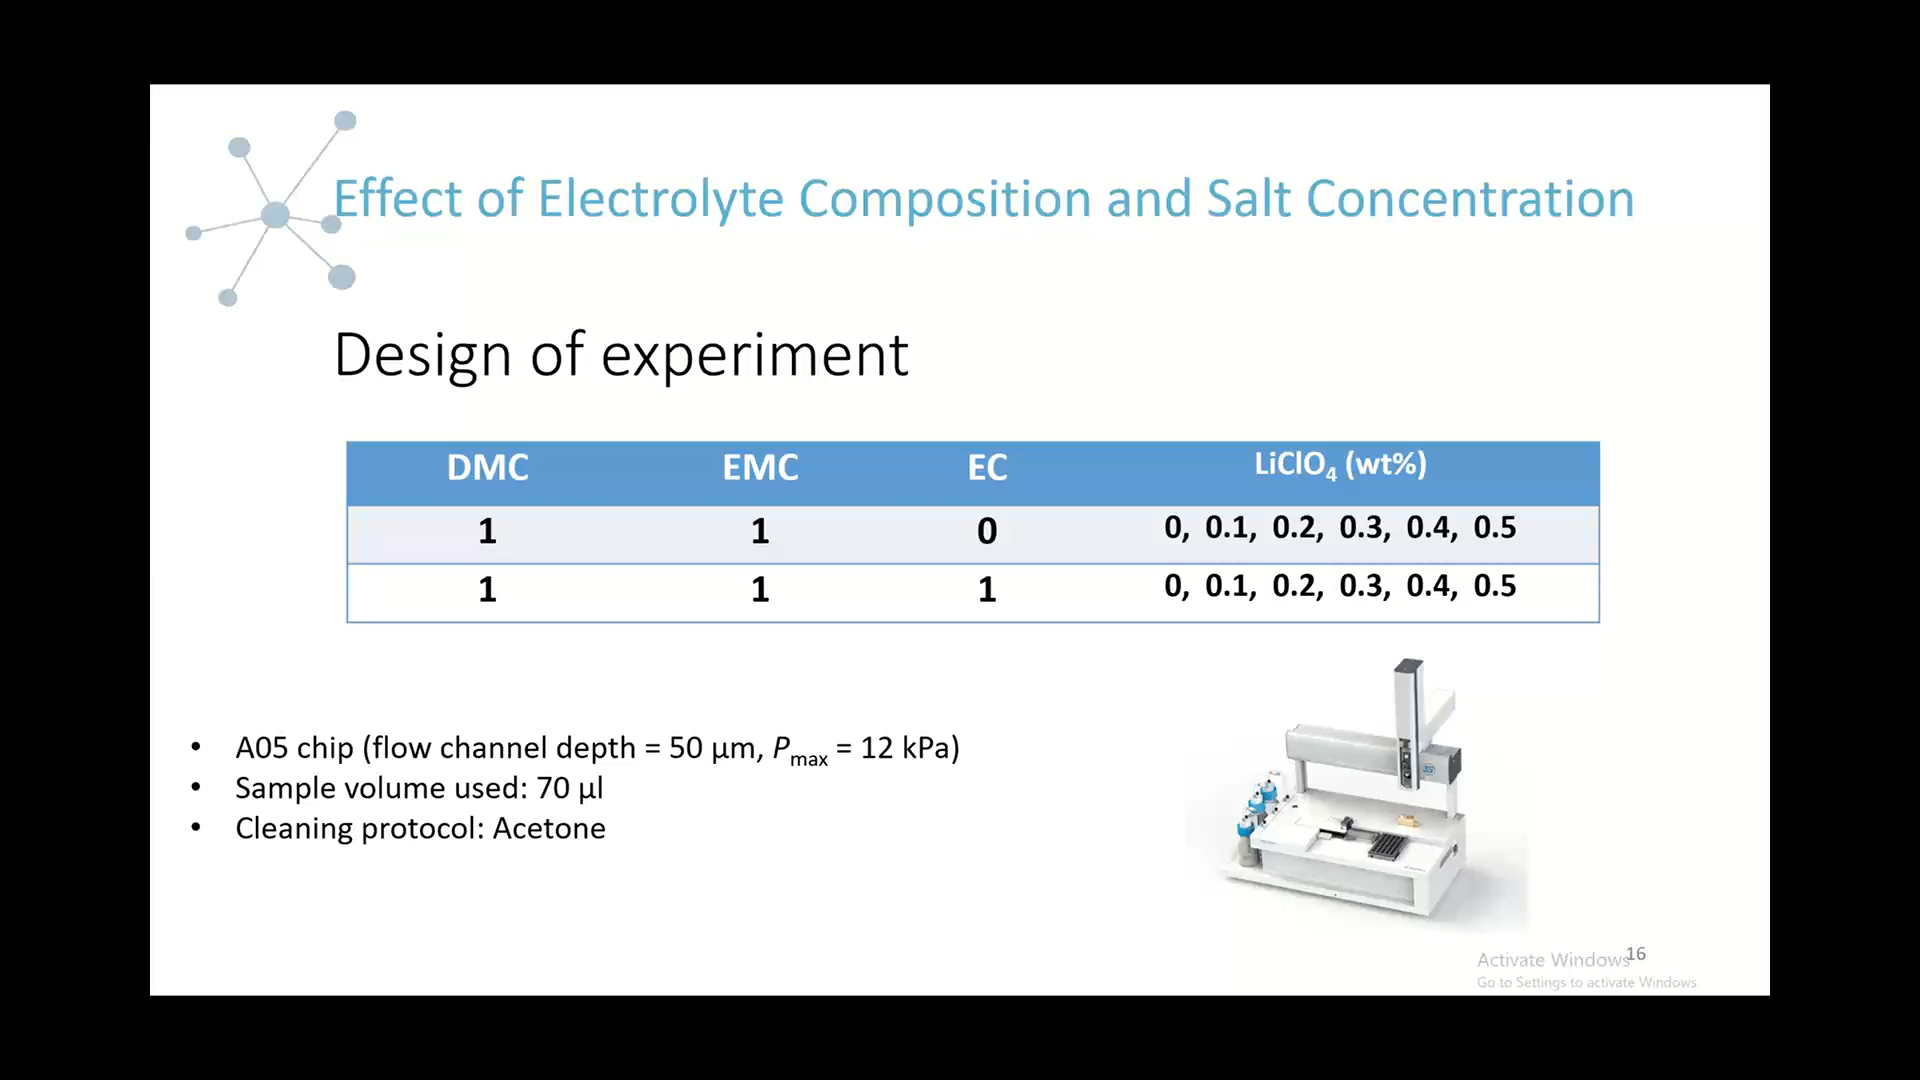 Effect of Electrolyte Composition and Salt Concentration
Design of experiment
DMC EMC EC LiClO4 (wt%)
1 1 0 0, 0.1, 0.2, 0.3, 0.4, 0.5
1 1 1 0, 0.1, 0.2, 0.3, 0.4, 0.5
• A05 chip (flow channel depth = 50 µm, Pmax = 12 kPa)
• Sample volume used: 70 µl
• Cleaning protocol: Acetone
16
Activate Windows
Go to Settings to activate Windows.